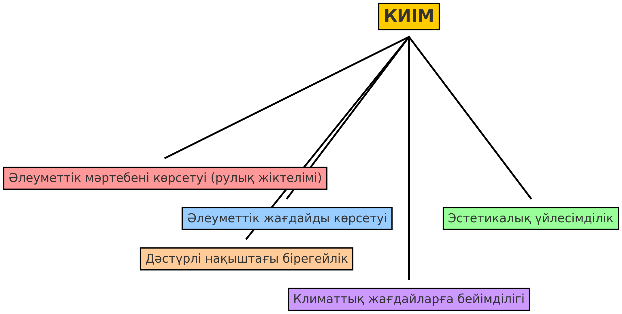 КИІМ
Әлеуметтік мәртебені көрсетуі (рулық жіктелімі)
Әлеуметтік жағдайды көрсетуі
Эстетикалық үйлесімділік
Дәстүрлі нақыштағы бірегейлік
Климаттық жағдайларға бейімділігі